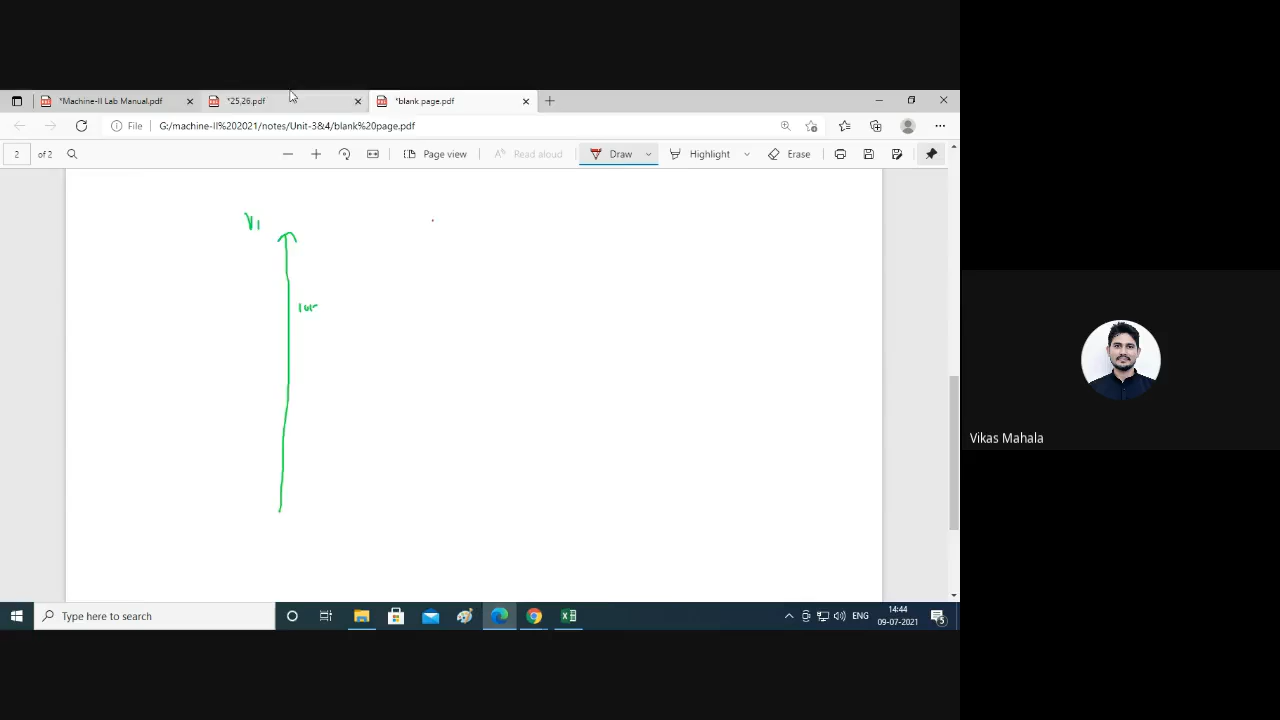 *Machine-II Lab Manual.pdf
*25,26.pdf
*blank page.pdf
File
G:/machine-II%202021/notes/Unit-3&4/blank%20page.pdf
2
of 2
Page view
Read aloud
Draw
Highlight
Erase
V1
Vikas Mahala
Type here to search
ENG
14:44
09-07-2021
5